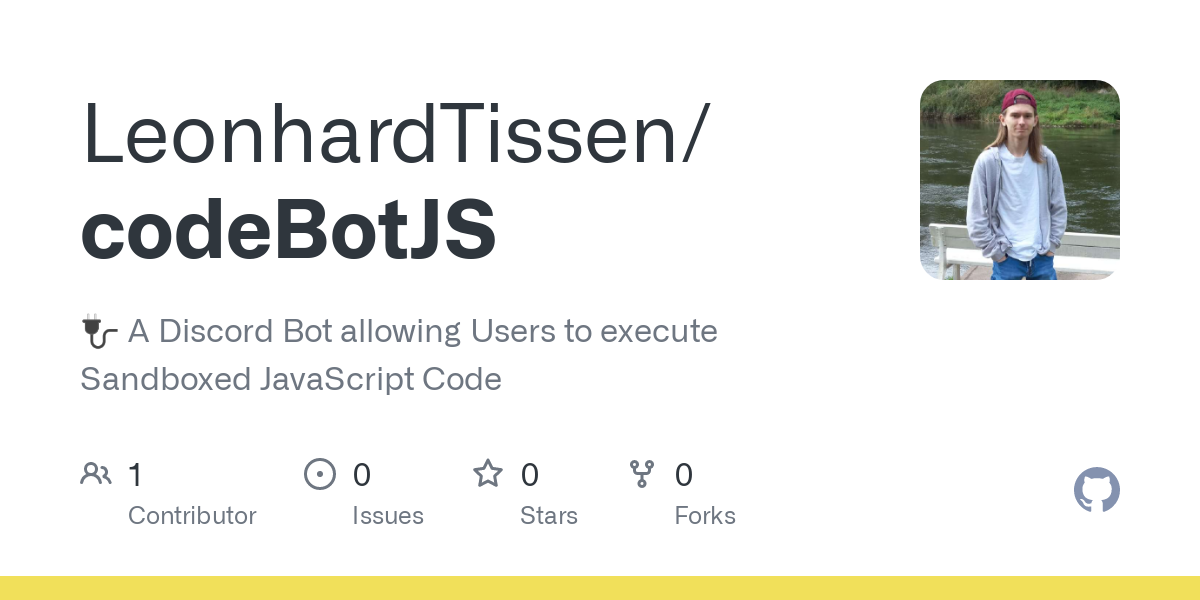 LeonhardTissen/
codeBotJS
A Discord Bot allowing Users to execute
Sandboxed JavaScript Code
1
Contributor
0
Issues
0
Stars
0
Forks